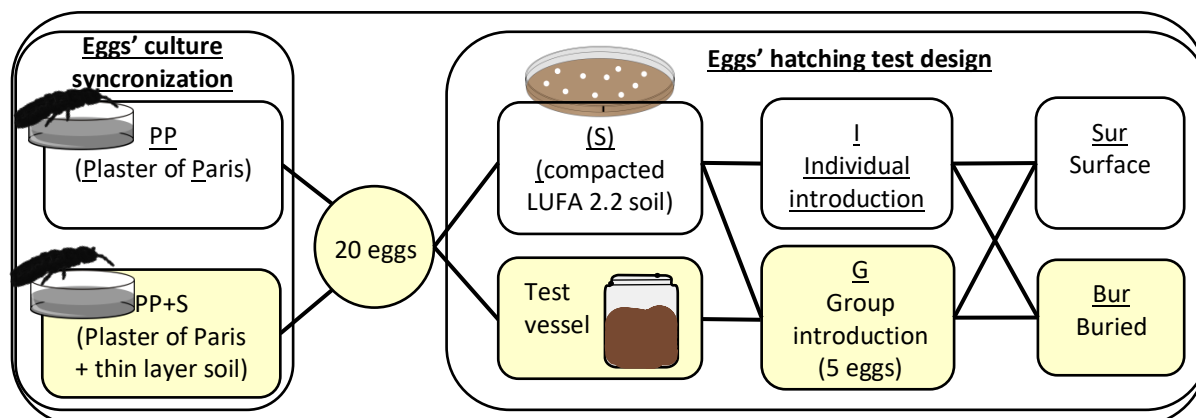 Eggs' culture
syncronization
PP
(Plaster of Paris)
PP+S
(Plaster of Paris
+ thin layer soil)
20 eggs
Eggs' hatching test design
(S)
(compacted
LUFA 2.2 soil)
Test
vessel
I
Individual
introduction
G
Group
introduction
(5 eggs)
Sur
Surface
Bur
Buried